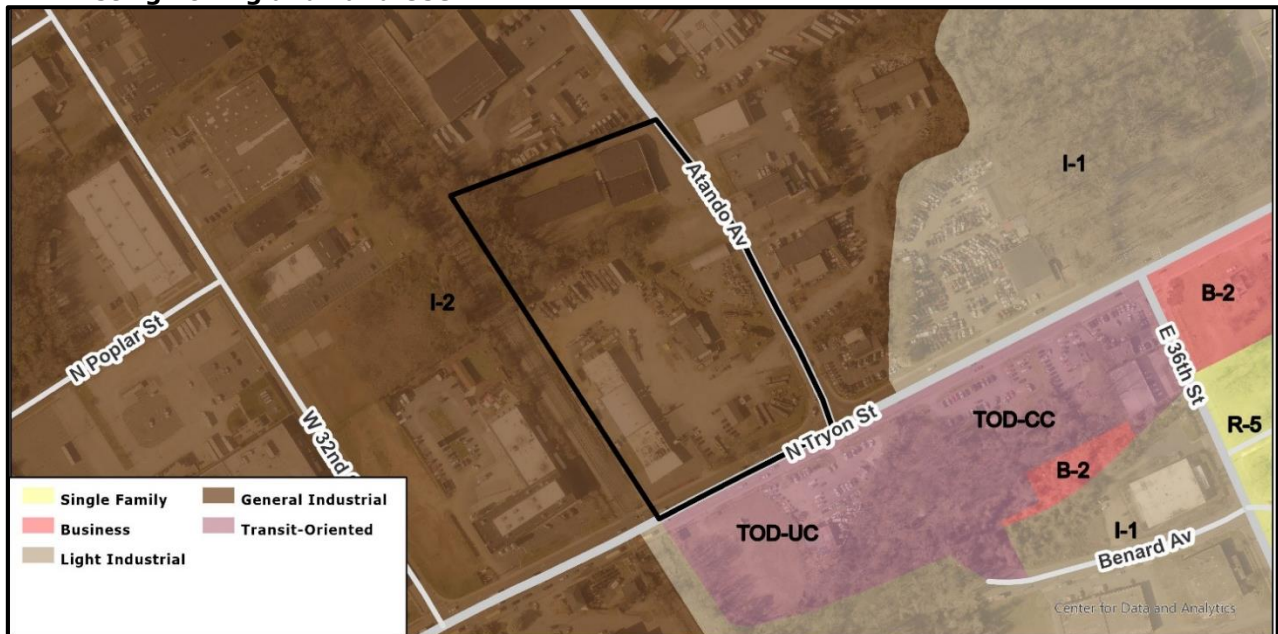 I-1
Atando Av
B-2
I-2
N Poplar St
E 36th St
N Tryon St
TOD-CC
R-5
W 32nd
B-2
TOD-UC
I-1
Benard Av
Single Family
General Industrial
Business
Transit-Oriented
Light Industrial
Center for Data and Analytics